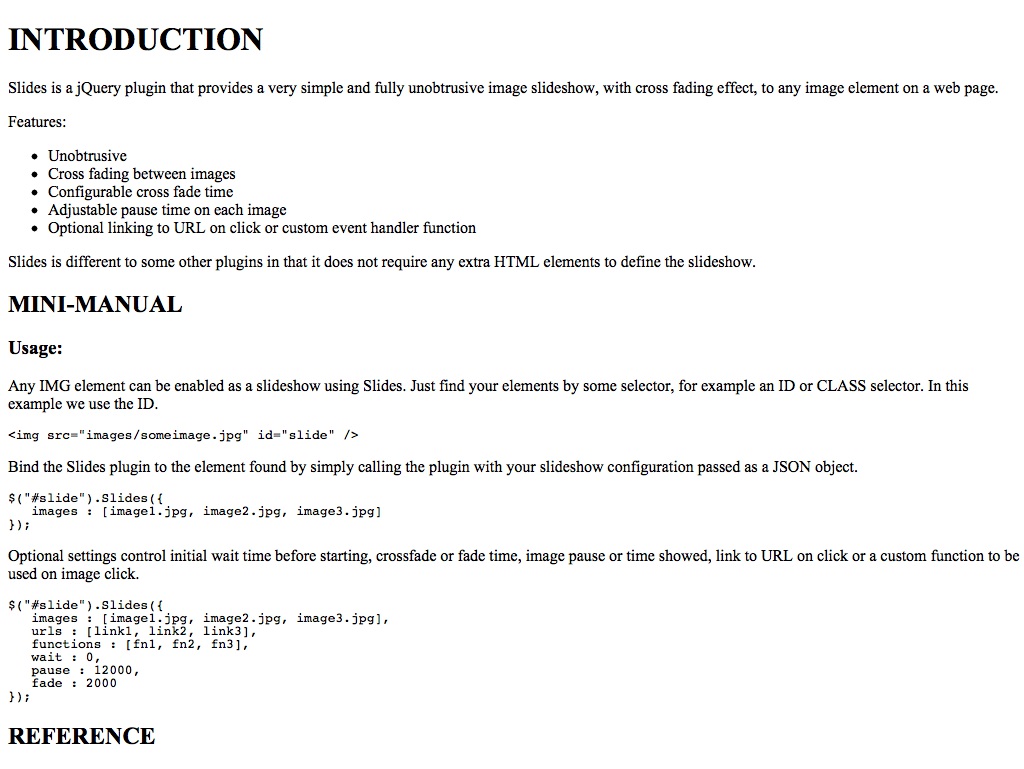 INTRODUCTION
Slides is a jQuery plugin that provides a very simple and fully unobtrusive image slideshow, with cross fading effect, to any image element on a web page.
Features:
• Unobtrusive
• Cross fading between images
• Configurable cross fade time
• Adjustable pause time on each image
• Optional linking to URL on click or custom event handler function
Slides is different to some other plugins in that it does not require any extra HTML elements to define the slideshow.
MINI-MANUAL
Usage:
Any IMG element can be enabled as a slideshow using Slides. Just find your elements by some selector, for example an ID or CLASS selector. In this
example we use the ID.
<img src="images/someimage.jpg" id="slide" />
Bind the Slides plugin to the element found by simply calling the plugin with your slideshow configuration passed as a JSON object.
$("#slide").Slides({
   images : [image1.jpg, image2.jpg, image3.jpg]
});
Optional settings control initial wait time before starting, crossfade or fade time, image pause or time showed, link to URL on click or a custom function to be
used on image click.
$("#slide").Slides({
   images : [image1.jpg, image2.jpg, image3.jpg],
   urls : [link1, link2, link3],
   functions : [fn1, fn2, fn3],
   wait : 0,
   pause : 12000,
   fade : 2000
});
REFERENCE